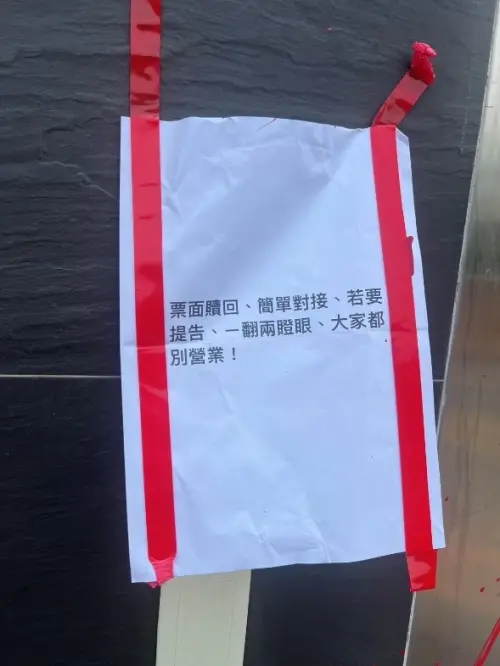 票面贖回、簡單對接、若要
提告、一翻兩瞪眼、大家都
別營業！